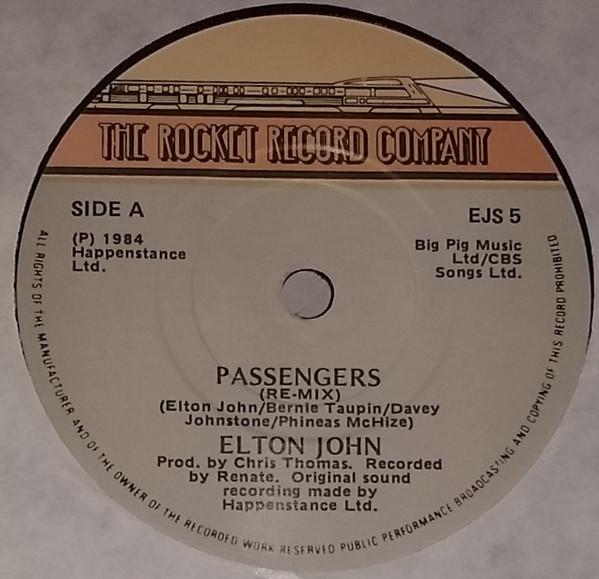 THE ROCKET RECORD COMPANY
SIDE A
EJS 5
(P) 1984
Happenstance
Ltd.
Big Pig Music
Ltd/CBS
Songs Ltd.
PASSENGERS
(RE-MIX)
(Elton John/Bernie Taupin/Davey
Johnstone/Phineas McHize)
ELTON JOHN
Prod. by Chris Thomas. Recorded
by Renate. Original sound
recording made by
Happenstance Ltd.
ALL RIGHTS OF THE MANUFACTURER AND OF THE OWNER OF THE RECORDED WORK RESERVED PUBLIC PERFORMANCE BROADCASTING AND COPYING OF THIS RECORD PROHIBITED